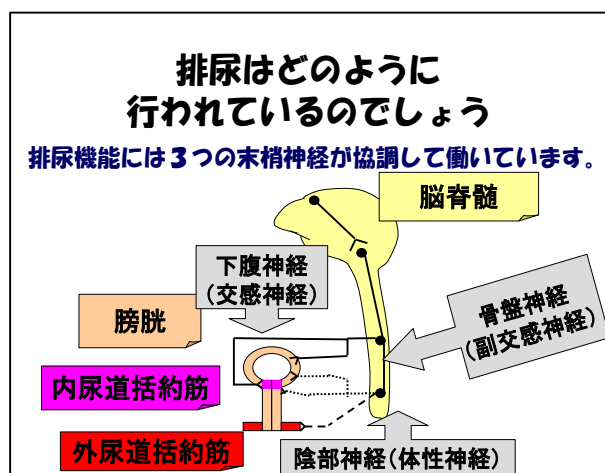 排尿はどのように
行われているのでしょう
排尿機能には３つの末梢神経が協調して働いています。
脳脊髄
下腹神経
(交感神経)
骨盤神経
(副交感神経)
膀胱
内尿道括約筋
外尿道括約筋
陰部神経(体性神経)